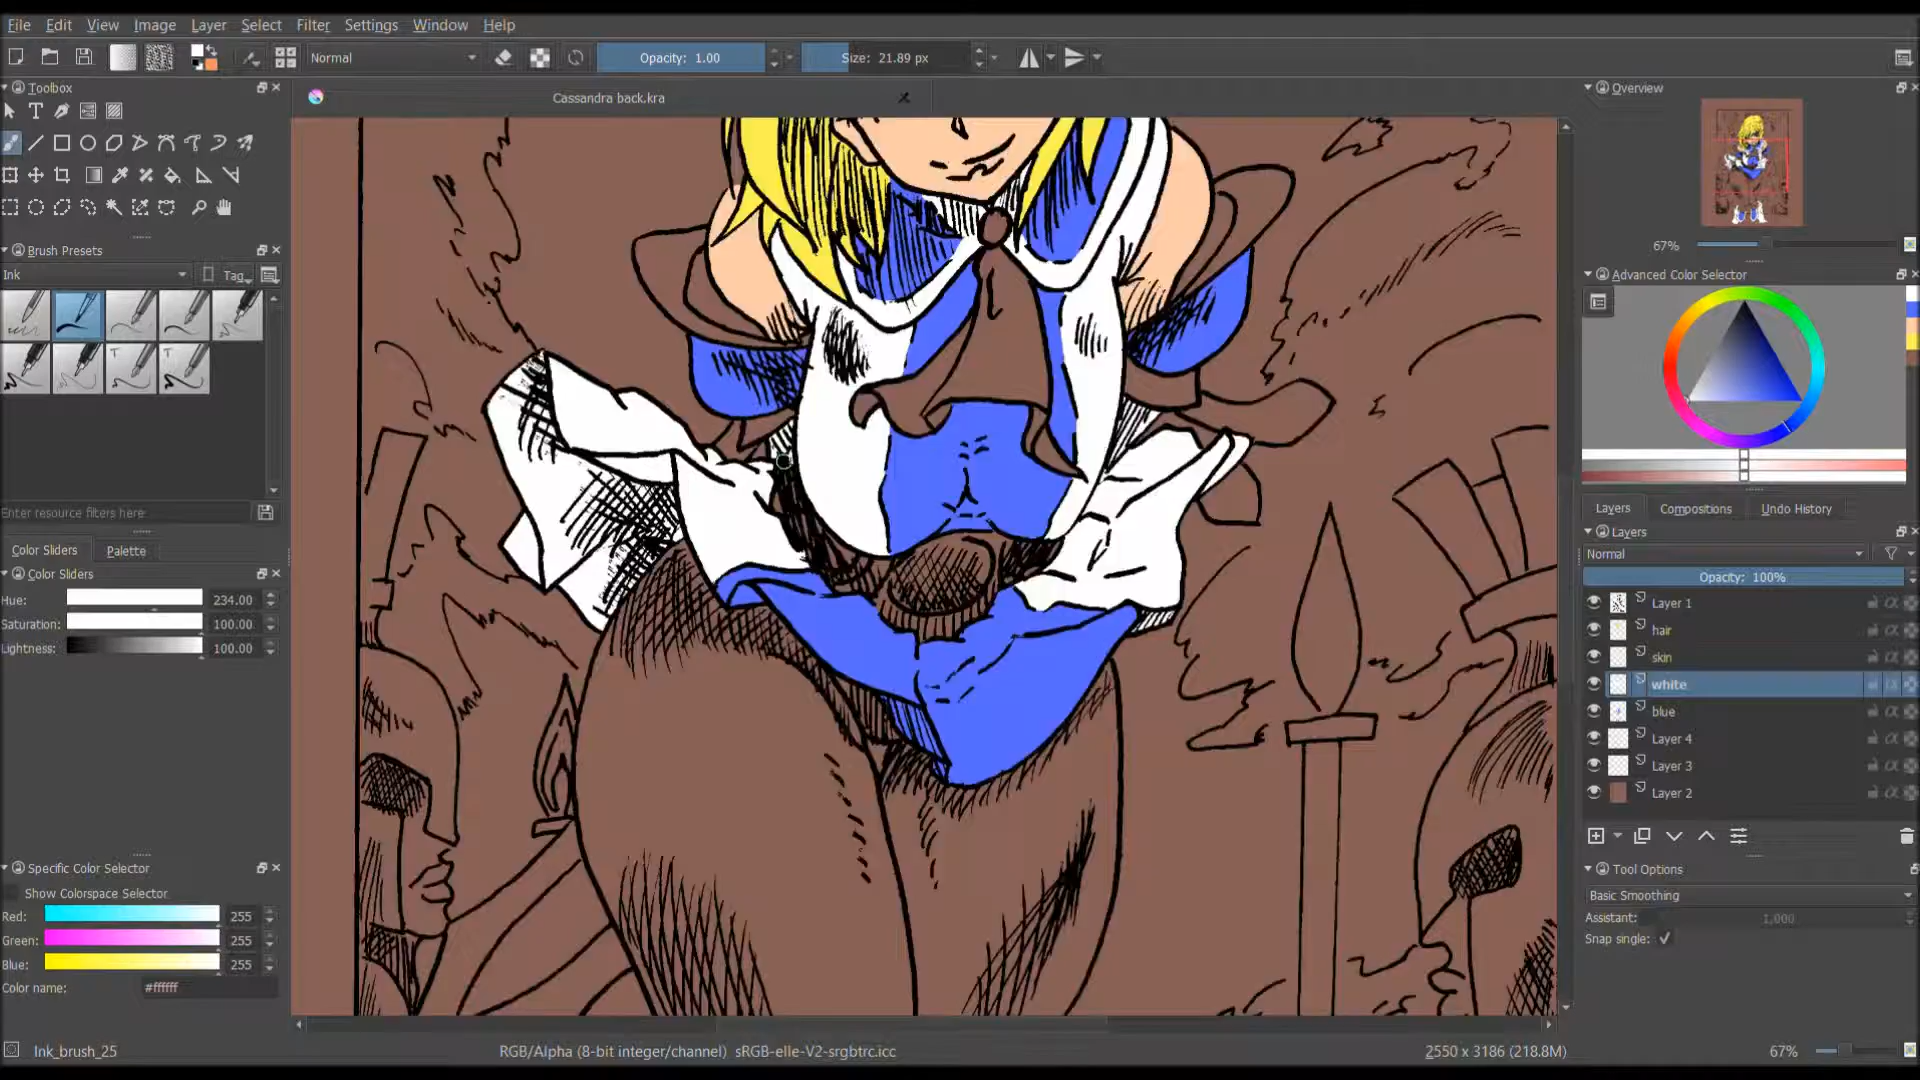 File Edit View Image Layer Select Filter Settings Window Help
Normal Opacity: 1.00 Size: 21.89 px
Toolbox
Cassandra back.kra
Overview
67%
Brush Presets
Ink Tag
Advanced Color Selector
Enter resource filters here
Color Sliders Palette
Color Sliders
Hue: 234.00
Saturation: 100.00
Lightness: 100.00
Layers Compositions Undo History
Layers
Normal
Opacity: 100%
Layer 1
hair
skin
white
blue
Layer 4
Layer 3
Layer 2
Specific Color Selector
Show Colorspace Selector
Red: 255
Green: 255
Blue: 255
Color name: #ffffff
Tool Options
Basic Smoothing
Assistant: 1,000
Snap single:
Ink_brush_25 RGB/Alpha (8-bit integer/channel) sRGB-elle-V2-srgbtrc.icc 2550 x 3186 (218.8M) 67%